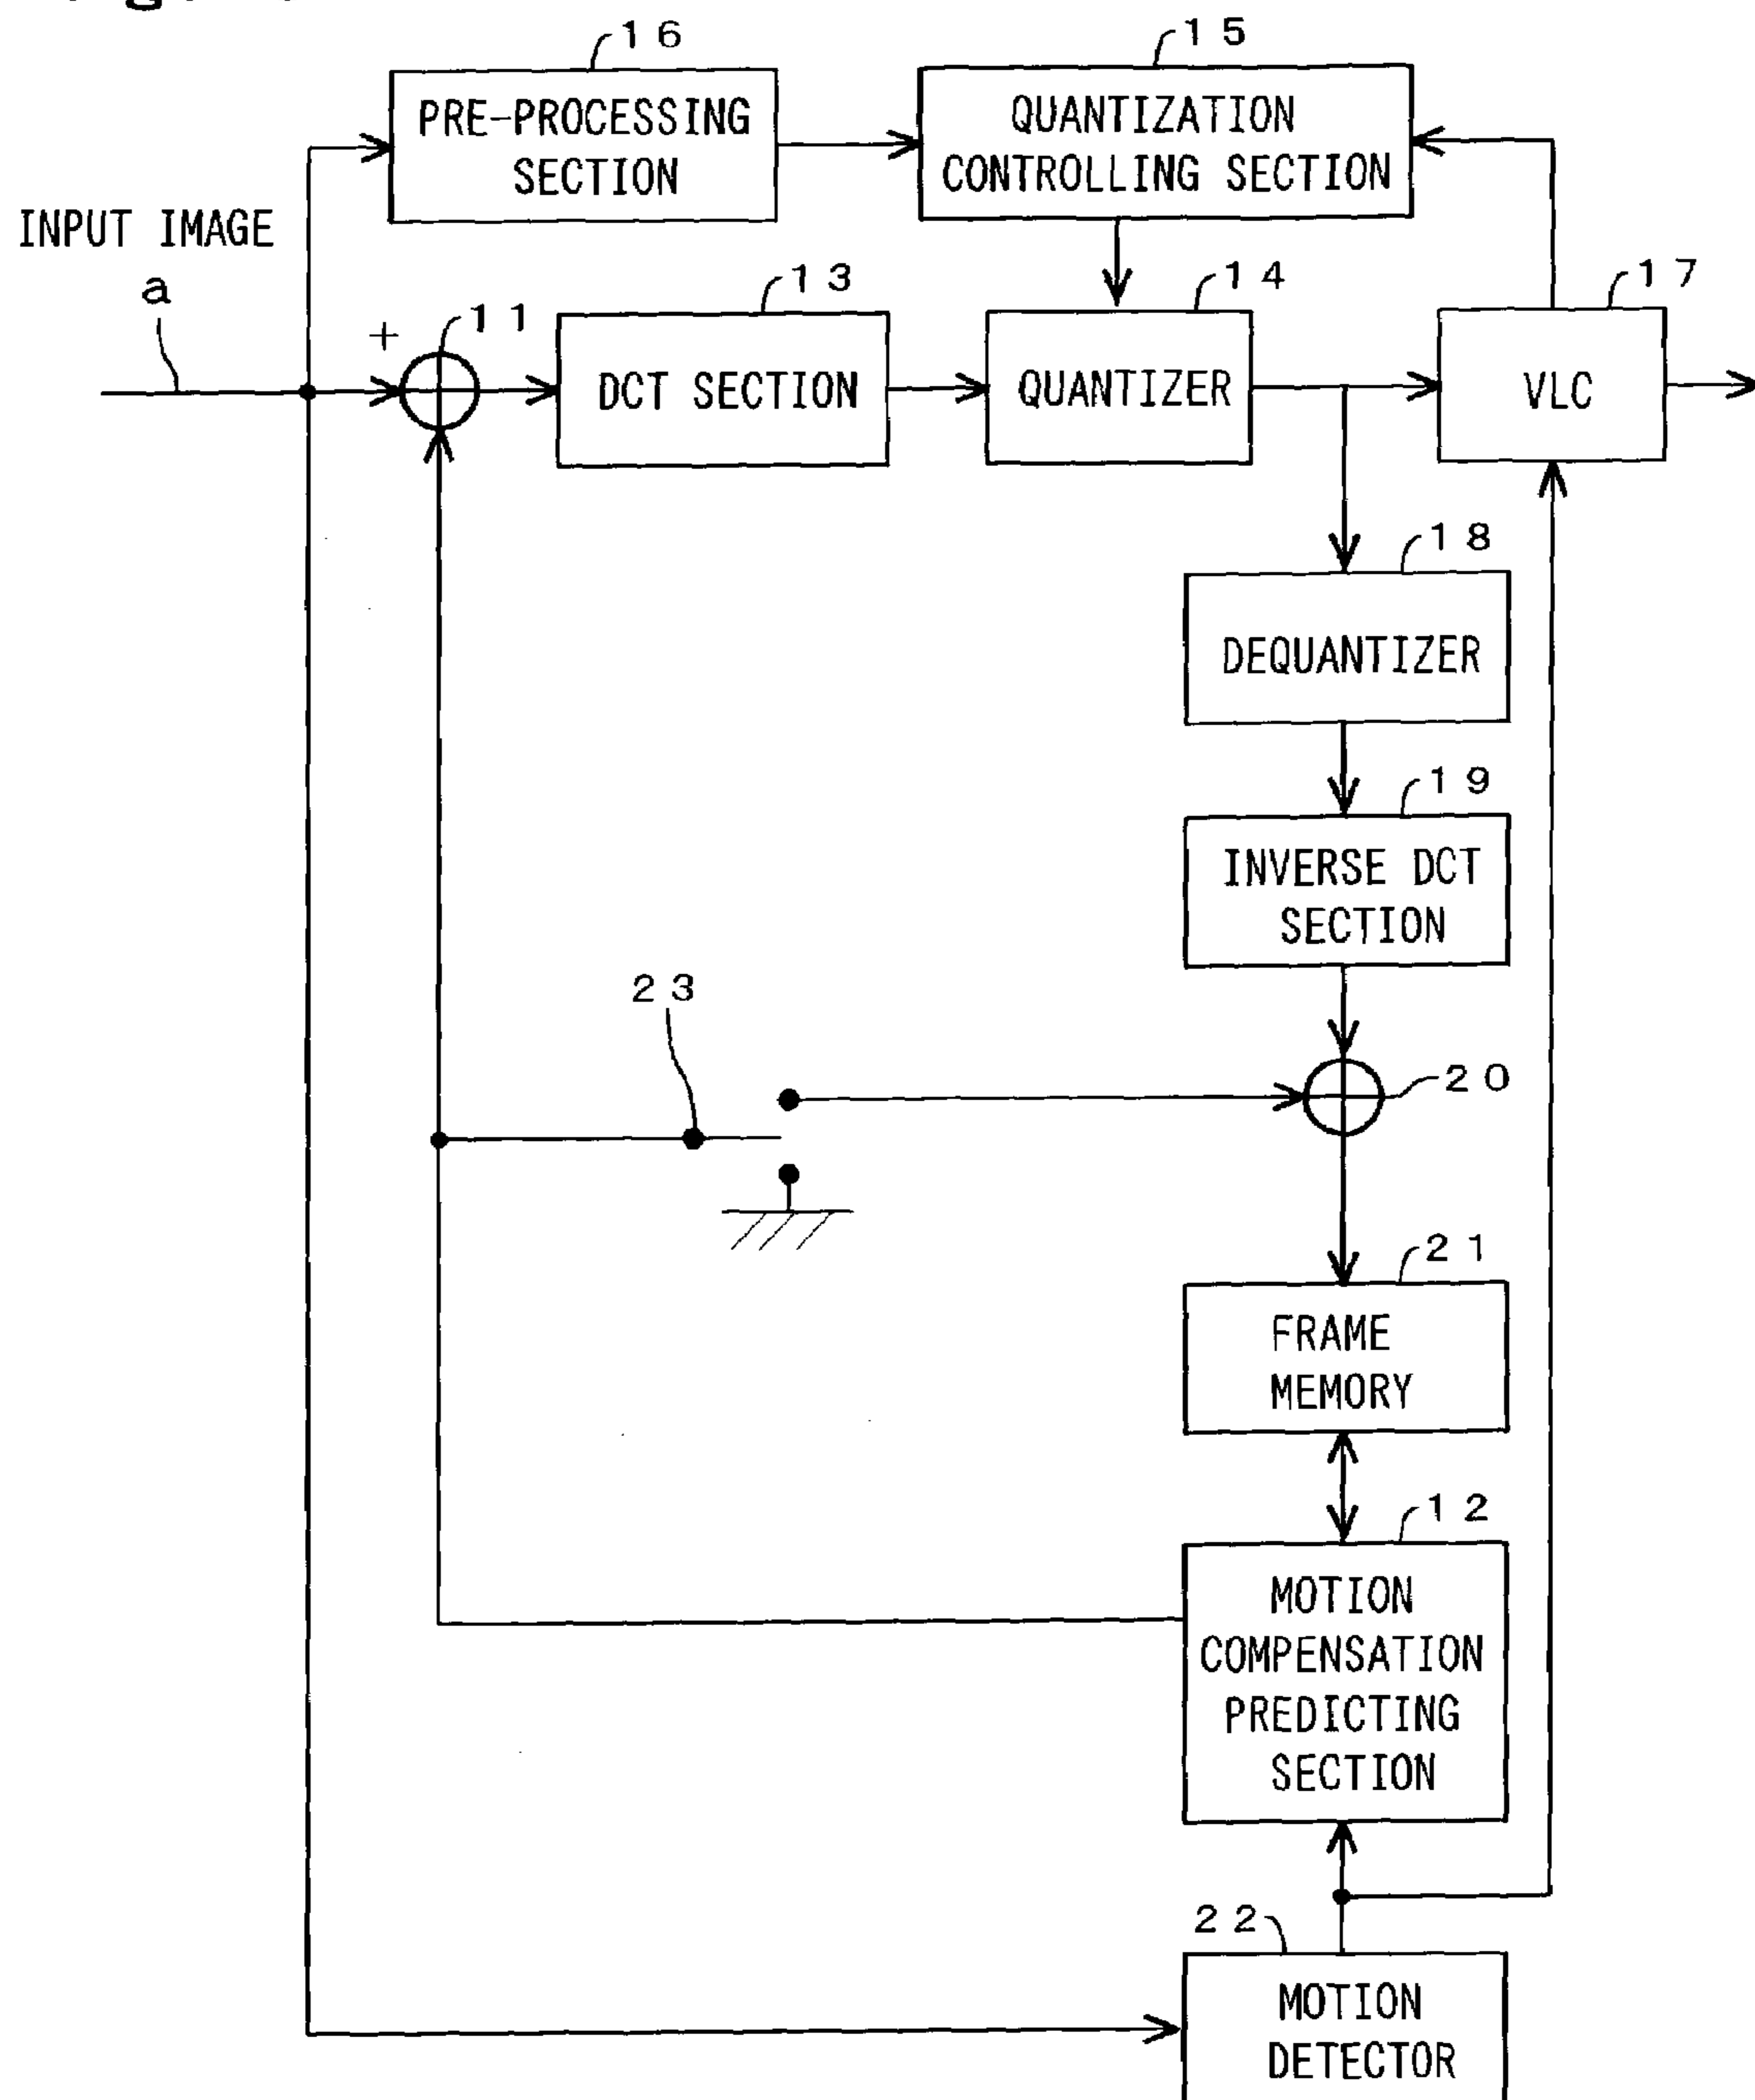 16
15
PRE-PROCESSING
SECTION
QUANTIZATION
CONTROLLING SECTION
INPUT IMAGE
a
+
11
13
14
17
DCT SECTION
QUANTIZER
VLC
18
DEQUANTIZER
19
INVERSE DCT
SECTION
23
20
21
FRAME
MEMORY
12
MOTION
COMPENSATION
PREDICTING
SECTION
22
MOTION
DETECTOR